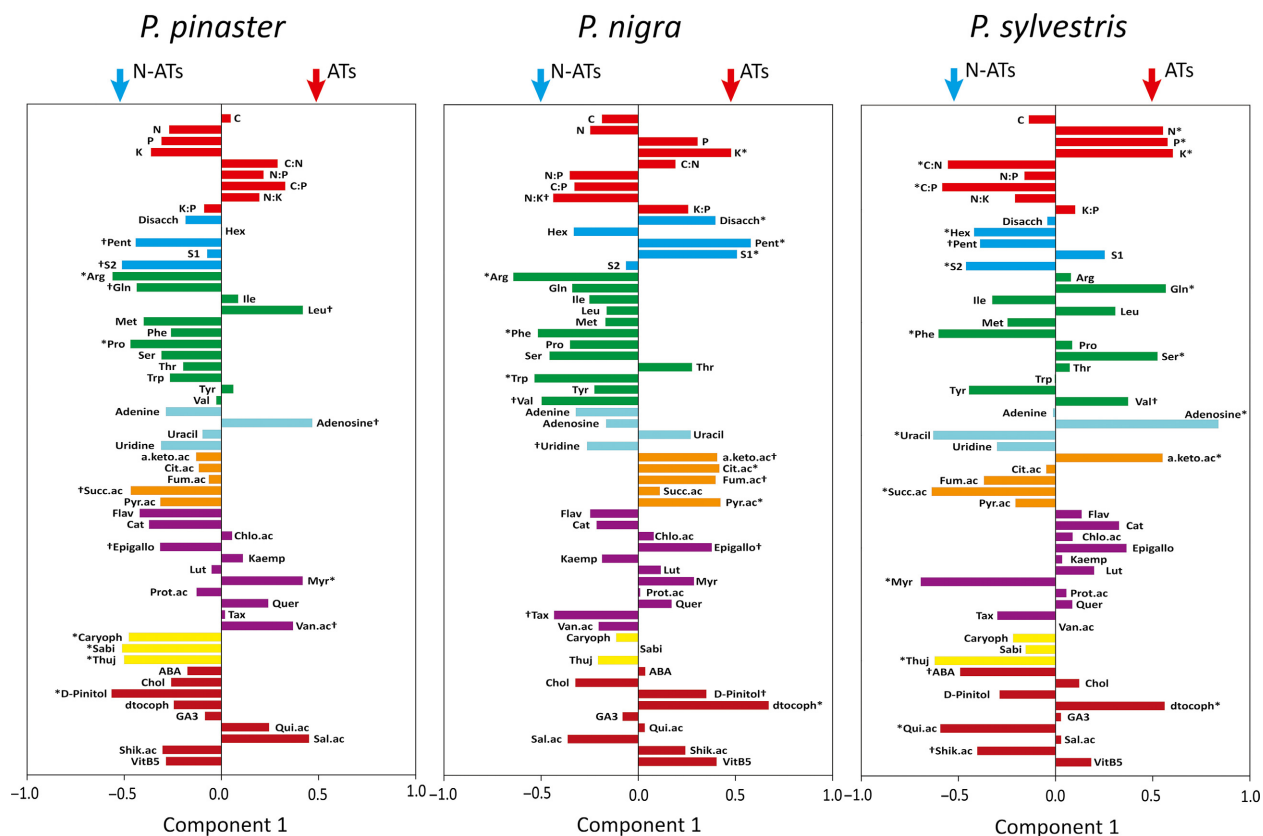 P. pinaster
N-ATs
ATs
C
N
P
K
C:N
N:P
C:P
N:K
K:P
Disacch
Hex
†Pent
S1
†S2
*Arg
†Gln
Ile
Leu†
Met
Phe
*Pro
Ser
Thr
Trp
Tyr
Val
Adenine
Adenosine†
Uracil
Uridine
a.keto.ac
Cit.ac
Fum.ac
†Succ.ac
Pyr.ac
Flav
Cat
Chlo.ac
†Epigallo
Kaemp
Lut
Myr*
Prot.ac
Quer
Tax
Van.ac†
*Caryoph
*Sabi
*Thuj
ABA
Chol
*D-Pinitol
dtocoph
GA3
Qui.ac
Sal.ac
Shik.ac
VitB5
−1.0 −0.5 0.0 0.5
Component 1
P. nigra
N-ATs
ATs
C
N
P
K*
C:N
N:P
C:P
N:K†
K:P
Disacch*
Hex
Pent*
S1*
S2
*Arg
Gln
Ile
Leu
Met
*Phe
Pro
Ser
Thr
*Trp
Tyr
†Val
Adenine
Adenosine
Uracil
†Uridine
a.keto.ac†
Cit.ac*
Fum.ac†
Succ.ac
Pyr.ac*
Flav
Cat
Chlo.ac
Epigallo†
Kaemp
Lut
Myr
Prot.ac
Quer
†Tax
Van.ac
Caryoph
Sabi
Thuj
ABA
Chol
D-Pinitol†
dtocoph*
GA3
Qui.ac
Sal.ac
Shik.ac
VitB5
−1.0 −0.5 0.0 0.5
Component 1
P. sylvestris
N-ATs
ATs
C
N*
P*
K*
*C:N
N:P
*C:P
N:K
K:P
Disacch
*Hex
†Pent
S1
*S2
Arg
Gln*
Ile
Leu
Met
*Phe
Pro
Ser*
Thr
Trp
Tyr
Val†
Adenine
Adenosine*
*Uracil
Uridine
a.keto.ac*
Cit.ac
Fum.ac
*Succ.ac
Pyr.ac
Flav
Cat
Chlo.ac
Epigallo
Kaemp
Lut
*Myr
Prot.ac
Quer
Tax
Van.ac
Caryoph
Sabi
*Thuj
†ABA
Chol
D-Pinitol
dtocoph*
GA3
*Qui.ac
Sal.ac
†Shik.ac
VitB5
−1.0 −0.5 0.0 0.5 1.0
Component 1